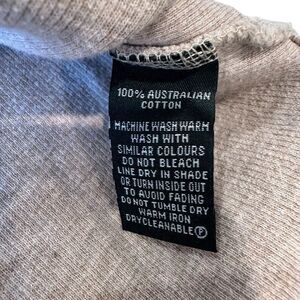 100% AUSTRALIAN
COTTON
MACHINE WASH WARM
WASH WITH
SIMILAR COLOURS
DO NOT BLEACH
LINE DRY IN SHADE
OR TURN INSIDE OUT
TO AVOID FADING
DO NOT TUMBLE DRY
WARM IRON
DRYCLEANABLE Ⓟ